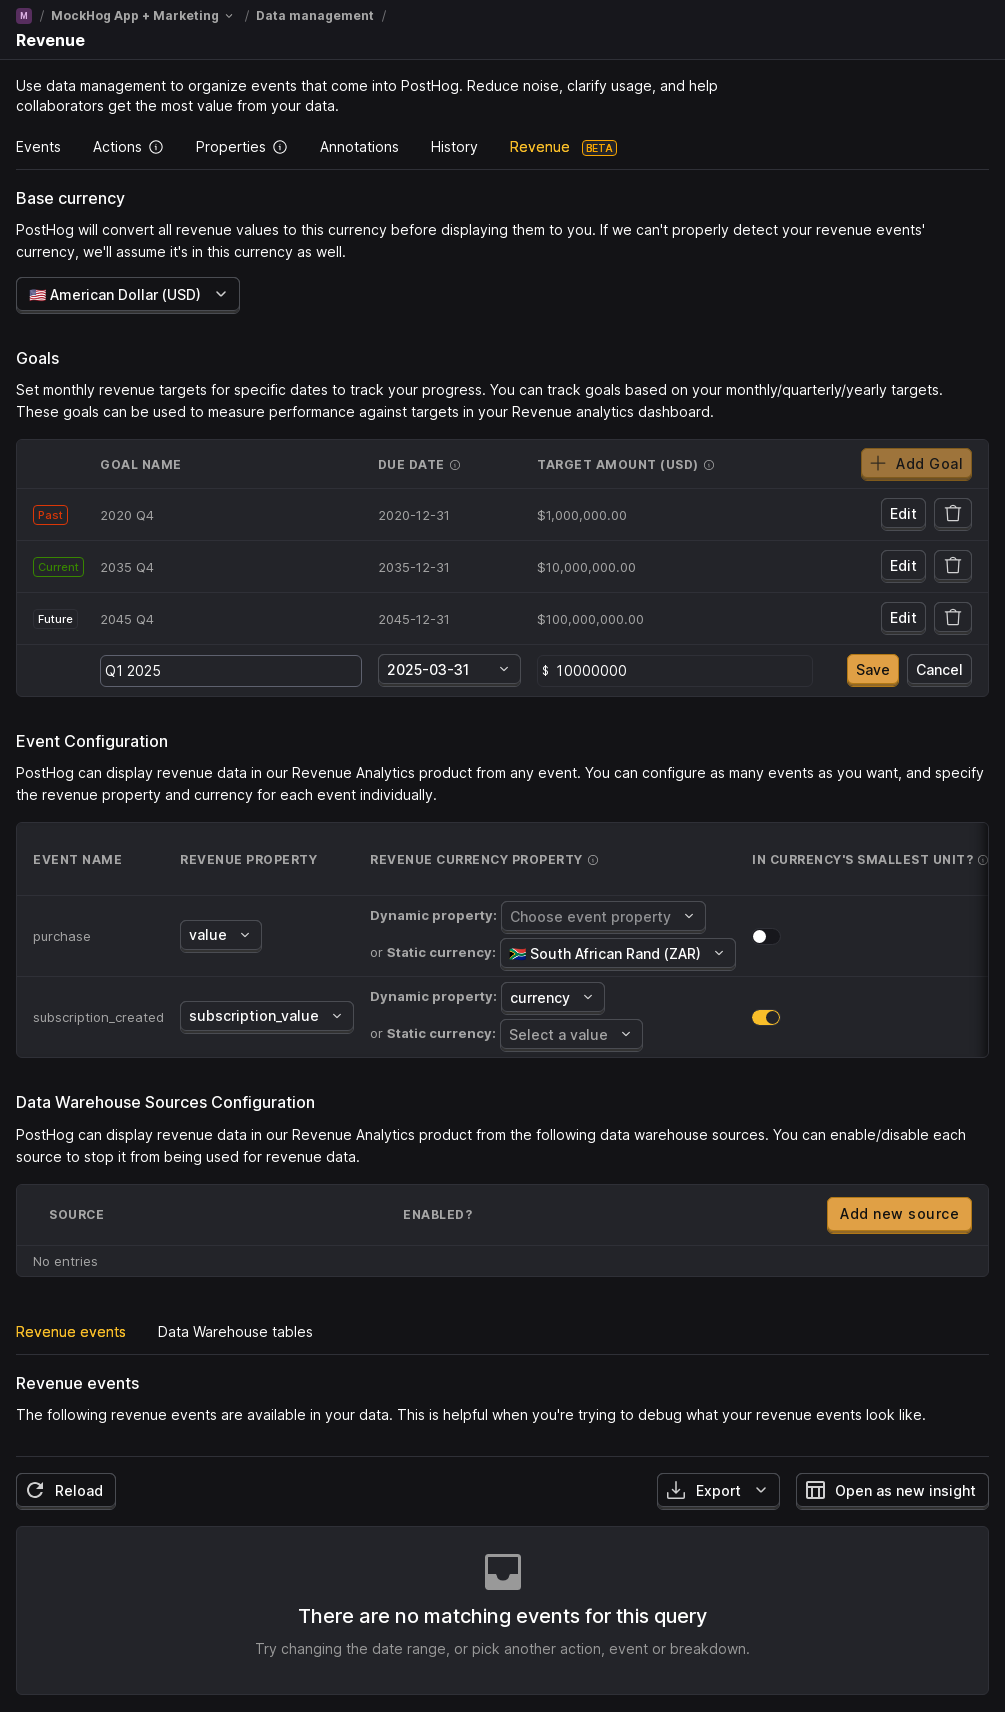 M / MockHog App + Marketing / Data management /
Revenue
Use data management to organize events that come into PostHog. Reduce noise, clarify usage, and help
collaborators get the most value from your data.
Events Actions Properties Annotations History Revenue BETA
Base currency
PostHog will convert all revenue values to this currency before displaying them to you. If we can't properly detect your revenue events'
currency, we'll assume it's in this currency as well.
🇺🇸 American Dollar (USD)
Goals
Set monthly revenue targets for specific dates to track your progress. You can track goals based on your monthly/quarterly/yearly targets.
These goals can be used to measure performance against targets in your Revenue analytics dashboard.
GOAL NAME DUE DATE TARGET AMOUNT (USD) Add Goal
Past 2020 Q4 2020-12-31 $1,000,000.00 Edit
Current 2035 Q4 2035-12-31 $10,000,000.00 Edit
Future 2045 Q4 2045-12-31 $100,000,000.00 Edit
Q1 2025 2025-03-31 $ 10000000 Save Cancel
Event Configuration
PostHog can display revenue data in our Revenue Analytics product from any event. You can configure as many events as you want, and specify
the revenue property and currency for each event individually.
EVENT NAME REVENUE PROPERTY REVENUE CURRENCY PROPERTY IN CURRENCY'S SMALLEST UNIT?
purchase value Dynamic property: Choose event property
or Static currency: 🇿🇦 South African Rand (ZAR)
subscription_created subscription_value Dynamic property: currency
or Static currency: Select a value
Data Warehouse Sources Configuration
PostHog can display revenue data in our Revenue Analytics product from the following data warehouse sources. You can enable/disable each
source to stop it from being used for revenue data.
SOURCE ENABLED? Add new source
No entries
Revenue events Data Warehouse tables
Revenue events
The following revenue events are available in your data. This is helpful when you're trying to debug what your revenue events look like.
Reload Export Open as new insight
There are no matching events for this query
Try changing the date range, or pick another action, event or breakdown.